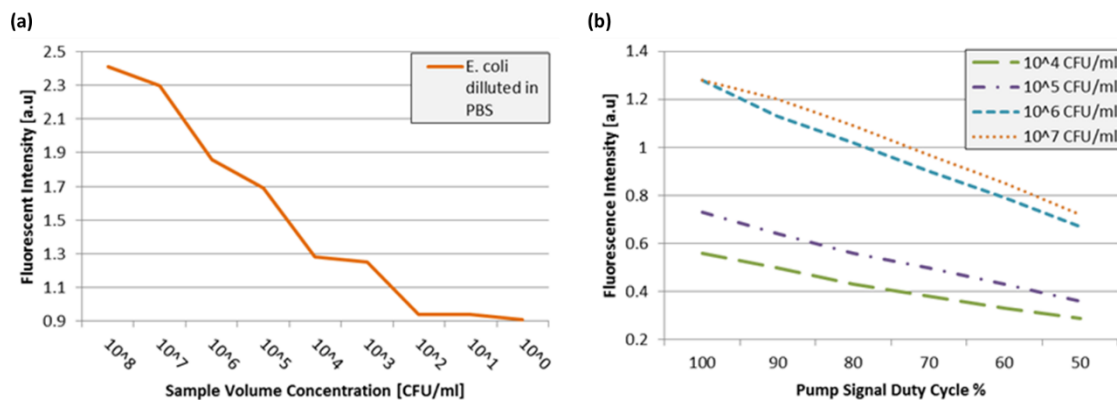 (a)
2.5
2.3
2.1
1.9
1.7
1.5
1.3
1.1
0.9
Fluorescent Intensity [a.u]
E. coli
dilluted in
PBS
10^8
10^7
10^6
10^5
10^4
10^3
10^2
10^1
10^0
Sample Volume Concentration [CFU/ml]
(b)
1.4
1.2
1
0.8
0.6
0.4
0.2
Fluorescence Intensity [a.u]
10^4 CFU/ml
10^5 CFU/ml
10^6 CFU/ml
10^7 CFU/ml
100
90
80
70
60
50
Pump Signal Duty Cycle %